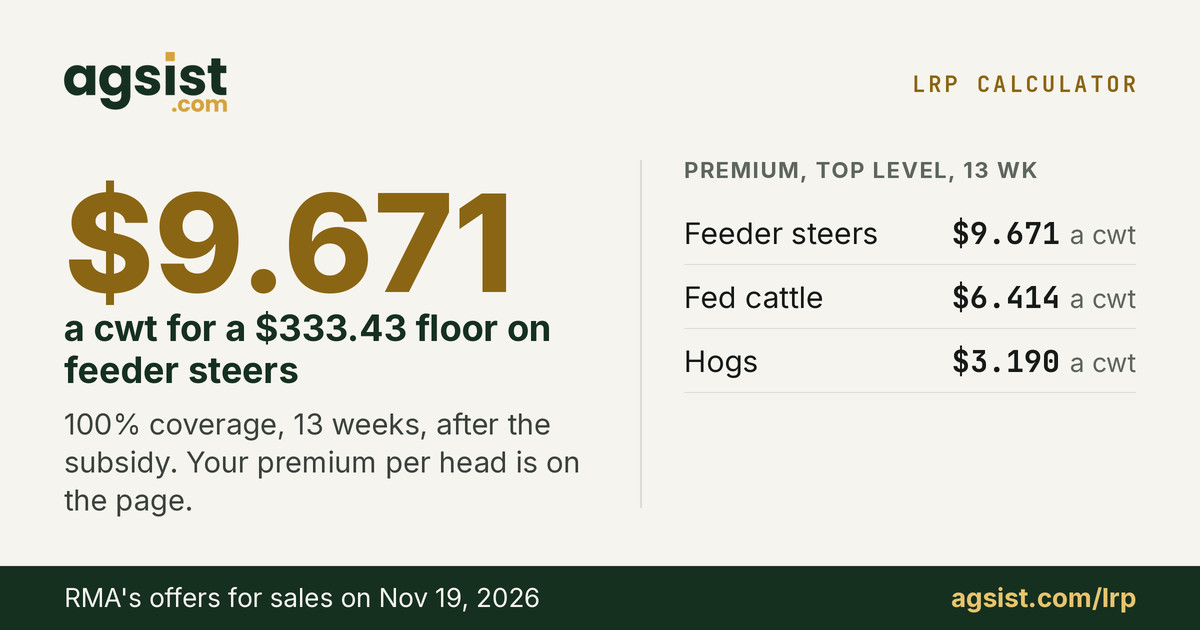 agsist
.com
LRP CALCULATOR
$9.671
a cwt for a $333.43 floor on
feeder steers
100% coverage, 13 weeks, after the
subsidy. Your premium per head is on
the page.
PREMIUM, TOP LEVEL, 13 WK
Feeder steers $9.671 a cwt
Fed cattle $6.414 a cwt
Hogs $3.190 a cwt
RMA's offers for sales on Nov 19, 2026
agsist.com/lrp